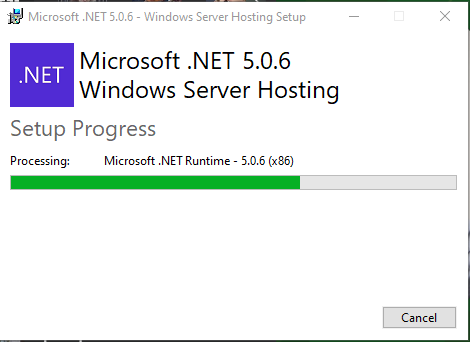 Microsoft .NET 5.0.6 - Windows Server Hosting Setup
.NET
Microsoft .NET 5.0.6
Windows Server Hosting
Setup Progress
Processing: Microsoft .NET Runtime - 5.0.6 (x86)
Cancel